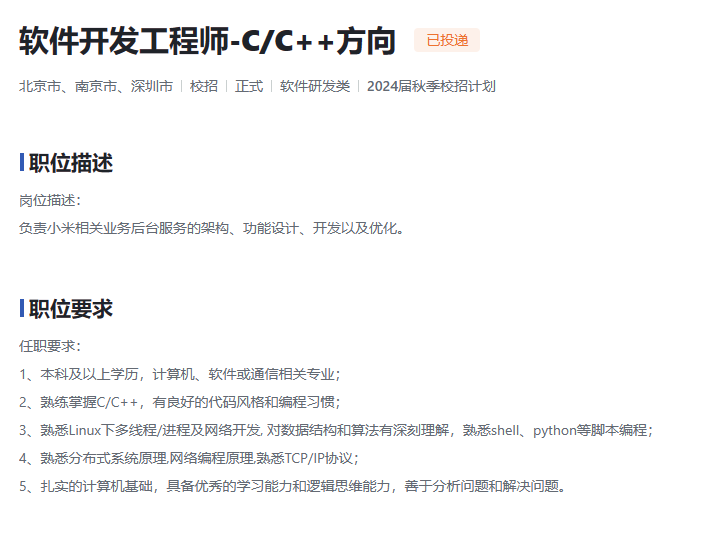 软件开发工程师-C/C++方向 已投递
北京市、南京市、深圳市 | 校招 | 正式 | 软件研发类 | 2024届秋季校招计划
职位描述
岗位描述：
负责小米相关业务后台服务的架构、功能设计、开发以及优化。
职位要求
任职要求：
1、本科及以上学历，计算机、软件或通信相关专业；
2、熟练掌握C/C++，有良好的代码风格和编程习惯；
3、熟悉Linux下多线程/进程及网络开发, 对数据结构和算法有深刻理解，熟悉shell、python等脚本编程；
4、熟悉分布式系统原理,网络编程原理,熟悉TCP/IP协议；
5、扎实的计算机基础，具备优秀的学习能力和逻辑思维能力，善于分析问题和解决问题。